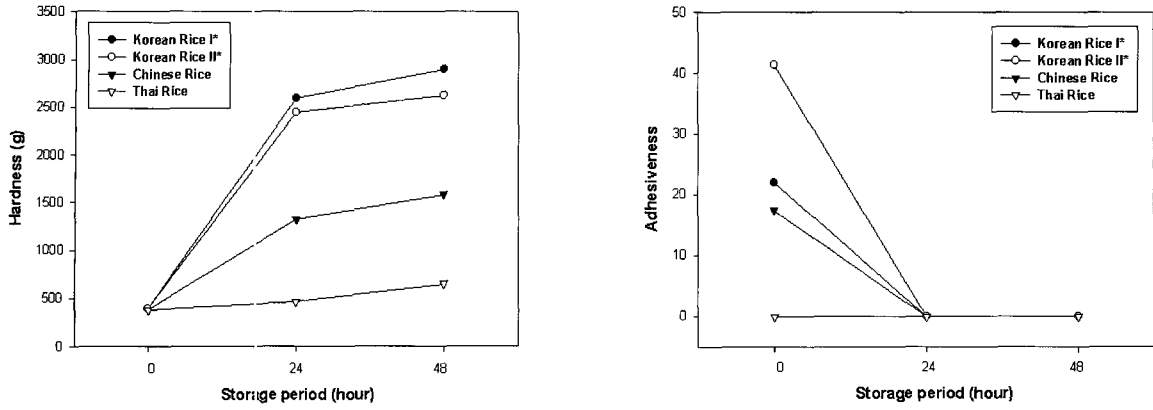 3500
3000
2500
2000
1500
1000
500
0
Hardness (g)
Korean Rice I*
Korean Rice II*
Chinese Rice
Thai Rice
0 24 48
Storage period (hour)
50
40
30
20
10
0
Adhesiveness
Korean Rice I*
Korean Rice II*
Chinese Rice
Thai Rice
0 24 48
Storage period (hour)